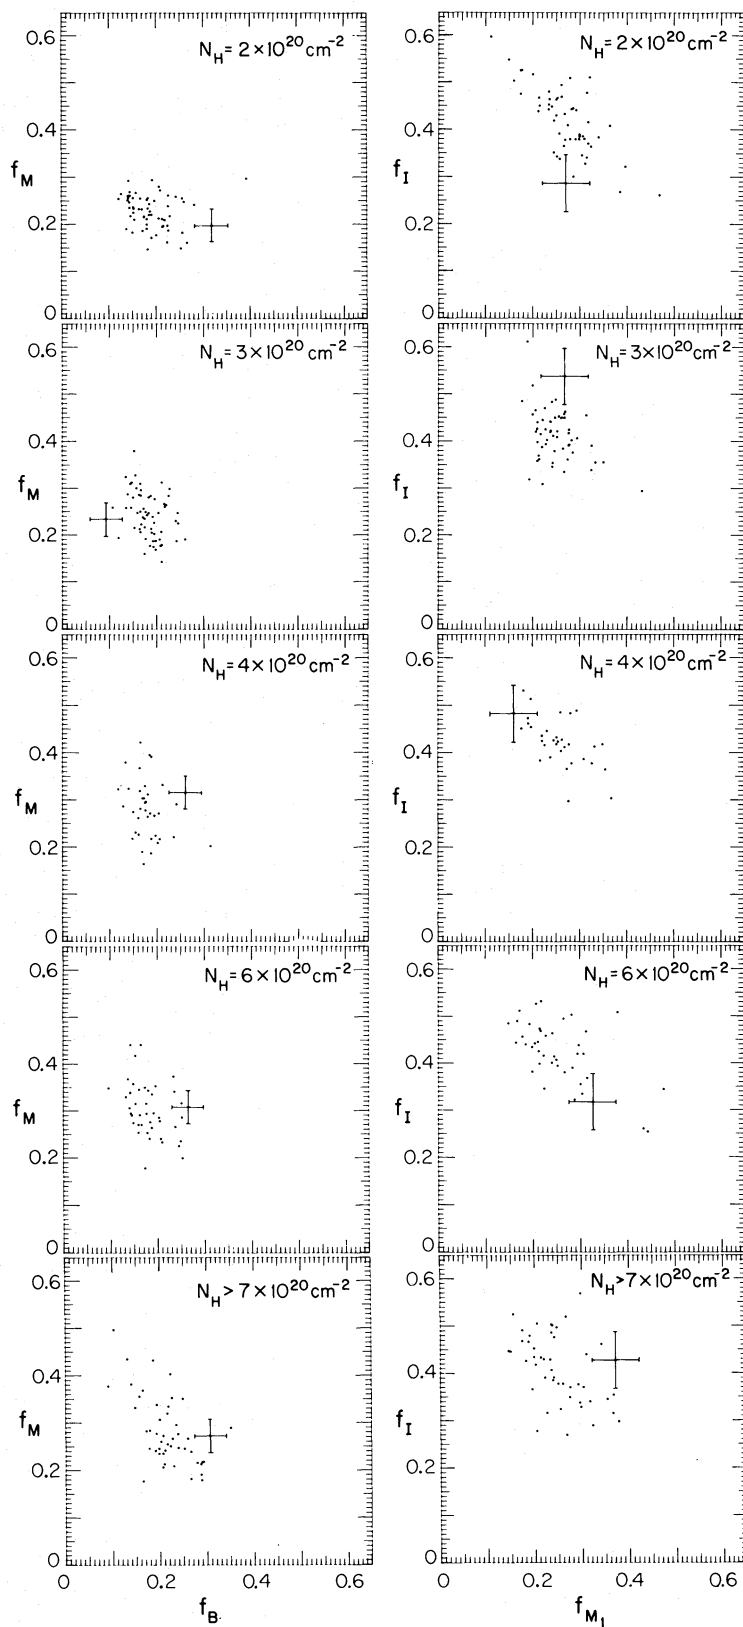 N_H = 2 × 10^20 cm^-2
0.6
0.4
f_M
0.2
0
N_H = 2 × 10^20 cm^-2
0.6
0.4
f_I
0.2
0
N_H = 3 × 10^20 cm^-2
0.6
0.4
f_M
0.2
0
N_H = 3 × 10^20 cm^-2
0.6
0.4
f_I
0.2
0
N_H = 4 × 10^20 cm^-2
0.6
0.4
f_M
0.2
0
N_H = 4 × 10^20 cm^-2
0.6
0.4
f_I
0.2
0
N_H = 6 × 10^20 cm^-2
0.6
0.4
f_M
0.2
0
N_H = 6 × 10^20 cm^-2
0.6
0.4
f_I
0.2
0
N_H > 7 × 10^20 cm^-2
0.6
0.4
f_M
0.2
0
0 0.2 0.4 0.6
f_B
N_H > 7 × 10^20 cm^-2
0.6
0.4
f_I
0.2
0
0 0.2 0.4 0.6
f_M_1